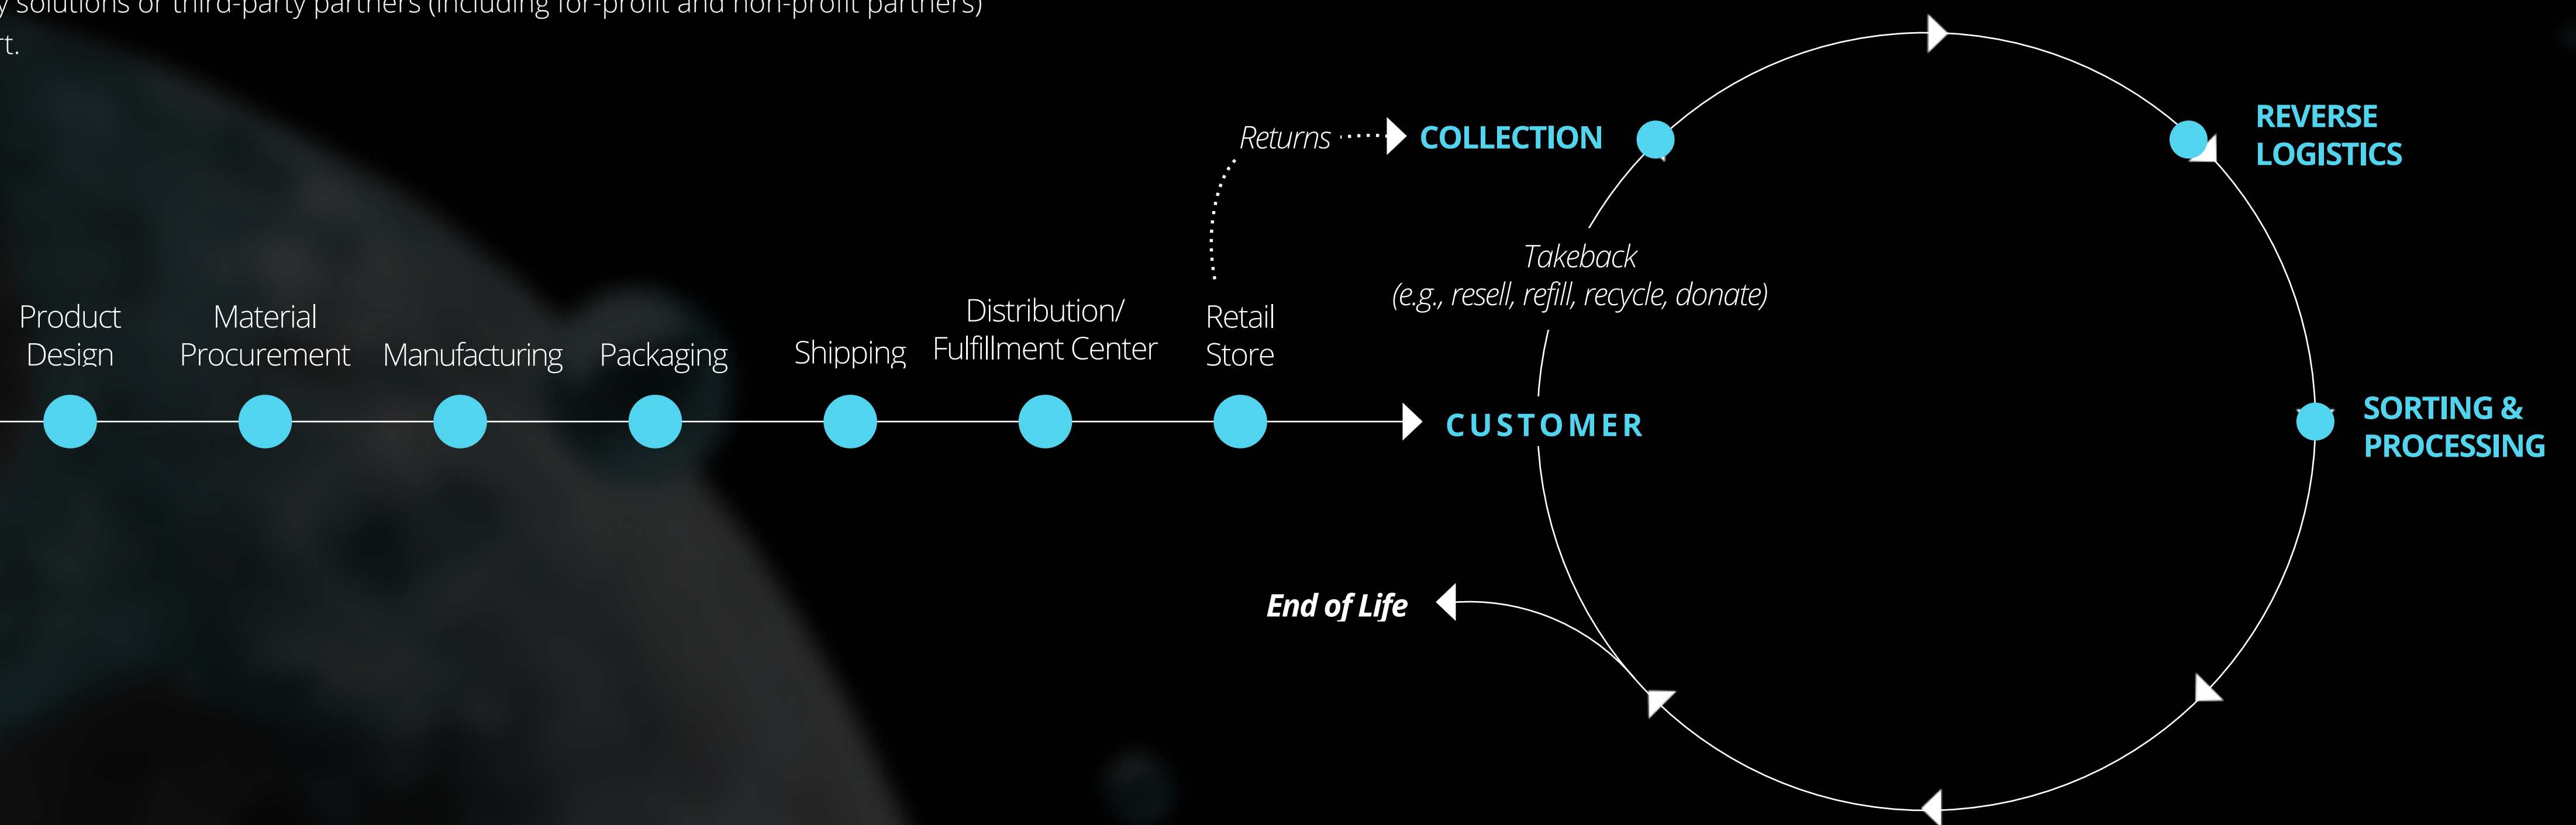 solutions or third-party partners (including for-profit and non-profit partners)
Returns
COLLECTION
REVERSE
LOGISTICS
Takeback
(e.g., resell, refill, recycle, donate)
Product
Design
Material
Procurement
Manufacturing
Packaging
Shipping
Distribution/
Fulfillment Center
Retail
Store
CUSTOMER
SORTING &
PROCESSING
End of Life